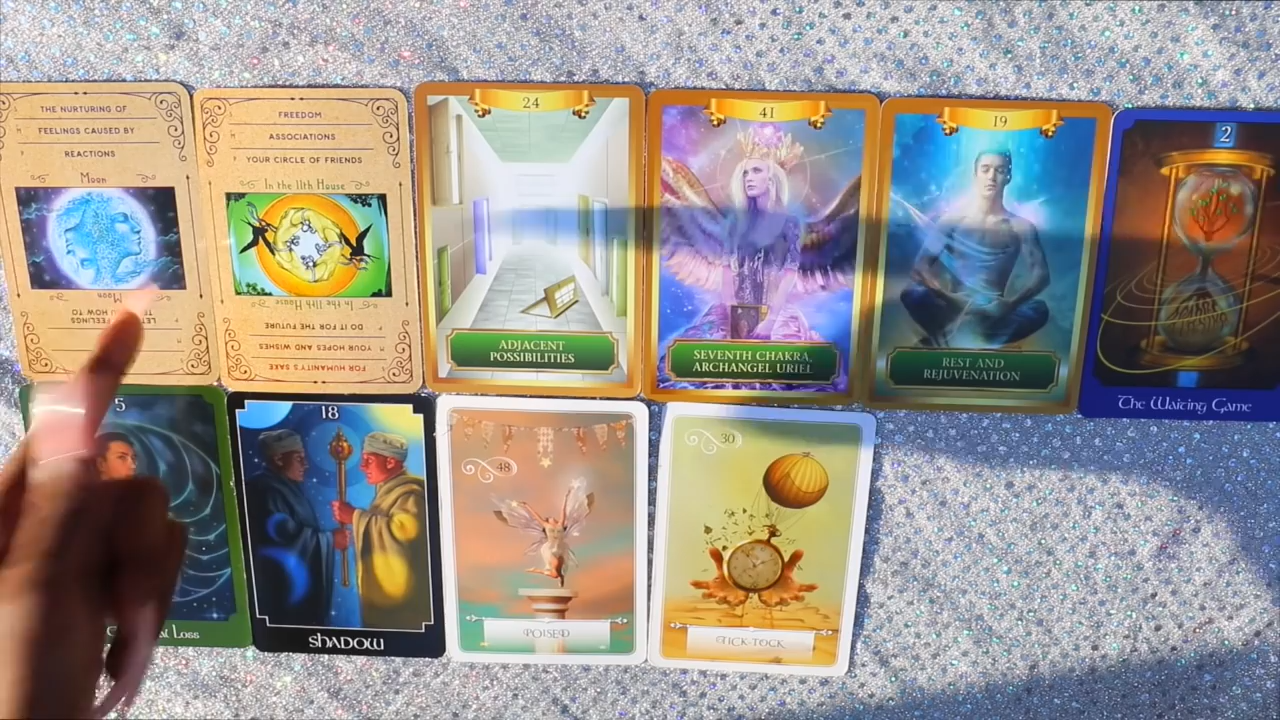 THE NURTURING OF
FEELINGS CAUSED BY
REACTIONS
Moon
Moon
FREEDOM
ASSOCIATIONS
YOUR CIRCLE OF FRIENDS
In the 11th House
In the 11th House
DO IT FOR THE FUTURE
YOUR HOPES AND WISHES
FOR HUMANITY'S SAKE
24
ADJACENT
POSSIBILITIES
41
SEVENTH CHAKRA,
ARCHANGEL URIEL
19
REST AND
REJUVENATION
2
The Waiting Game
5
Loss
18
SHADOW
48
POISED
30
TICK-TOCK